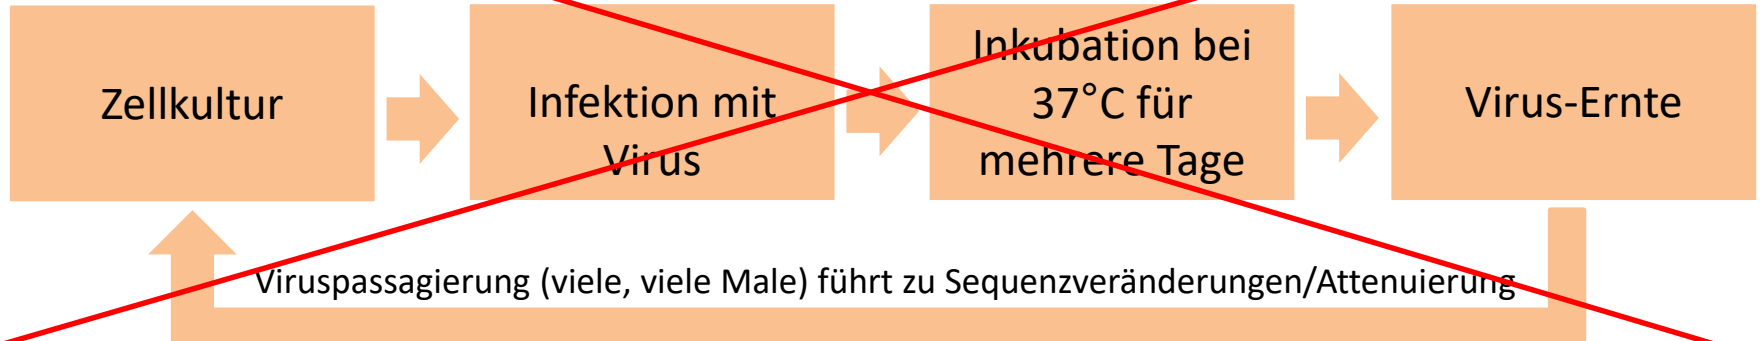 Zellkultur
Infektion mit
Virus
Inkubation bei
37°C für
mehrere Tage
Virus-Ernte
Viruspassagierung (viele, viele Male) führt zu Sequenzveränderungen/Attenuierung